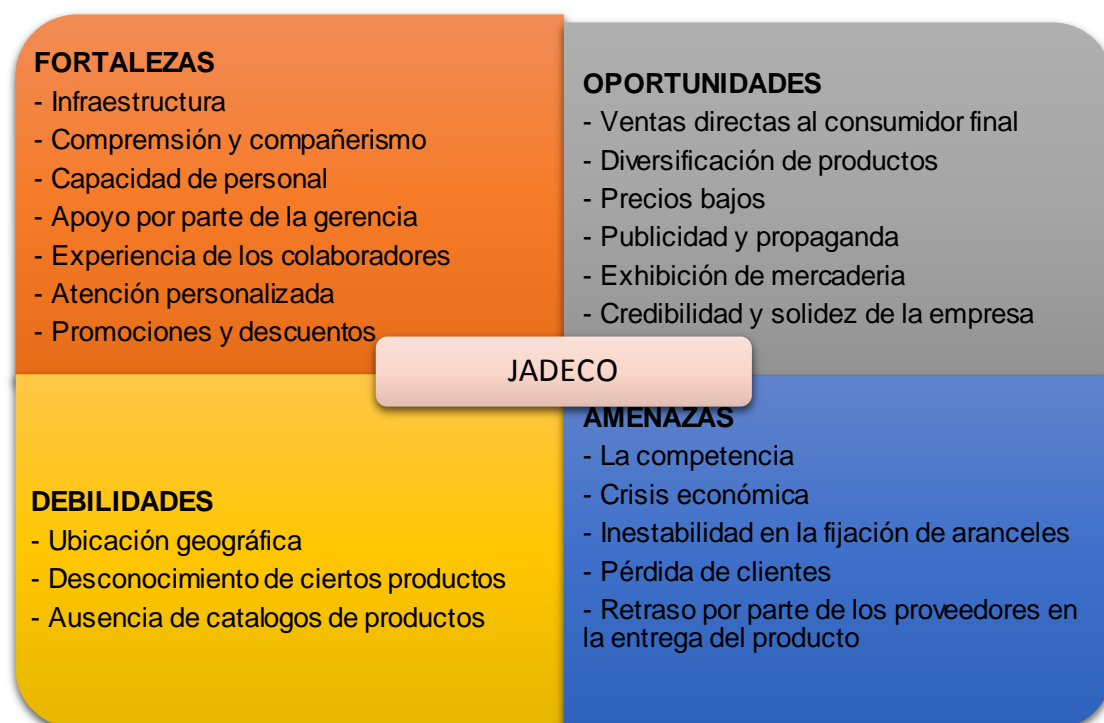 FORTALEZAS
- Infraestructura
- Compremsión y compañerismo
- Capacidad de personal
- Apoyo por parte de la gerencia
- Experiencia de los colaboradores
- Atención personalizada
- Promociones y descuentos
OPORTUNIDADES
- Ventas directas al consumidor final
- Diversificación de productos
- Precios bajos
- Publicidad y propaganda
- Exhibición de mercaderia
- Credibilidad y solidez de la empresa
JADECO
DEBILIDADES
- Ubicación geográfica
- Desconocimiento de ciertos productos
- Ausencia de catalogos de productos
AMENAZAS
- La competencia
- Crisis económica
- Inestabilidad en la fijación de aranceles
- Pérdida de clientes
- Retraso por parte de los proveedores en
la entrega del producto